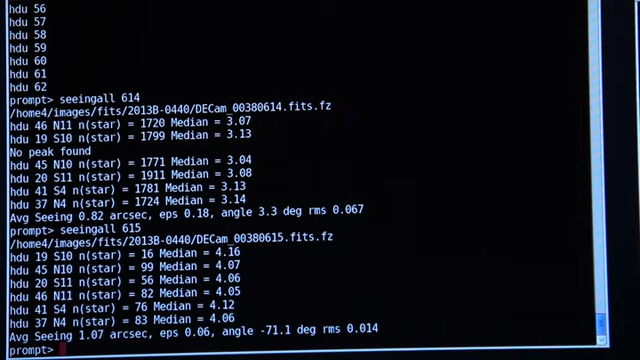 hdu 56
hdu 57
hdu 58
hdu 59
hdu 60
hdu 61
hdu 62
prompt> seeingall 614
/home4/images/fits/2013B-0440/DECam_00380614.fits.fz
hdu 46 N11 n(star) = 1720 Median = 3.07
hdu 19 S10 n(star) = 1799 Median = 3.13
No peak found
hdu 45 N10 n(star) = 1771 Median = 3.04
hdu 20 S11 n(star) = 1911 Median = 3.08
hdu 41 S4 n(star) = 1781 Median = 3.13
hdu 37 N4 n(star) = 1724 Median = 3.14
Avg Seeing 0.82 arcsec, eps 0.18, angle 3.3 deg rms 0.067
prompt> seeingall 615
/home4/images/fits/2013B-0440/DECam_00380615.fits.fz
hdu 19 S10 n(star) = 16 Median = 4.16
hdu 45 N10 n(star) = 99 Median = 4.07
hdu 20 S11 n(star) = 56 Median = 4.06
hdu 46 N11 n(star) = 82 Median = 4.05
hdu 41 S4 n(star) = 76 Median = 4.12
hdu 37 N4 n(star) = 83 Median = 4.06
Avg Seeing 1.07 arcsec, eps 0.06, angle -71.1 deg rms 0.014
prompt>